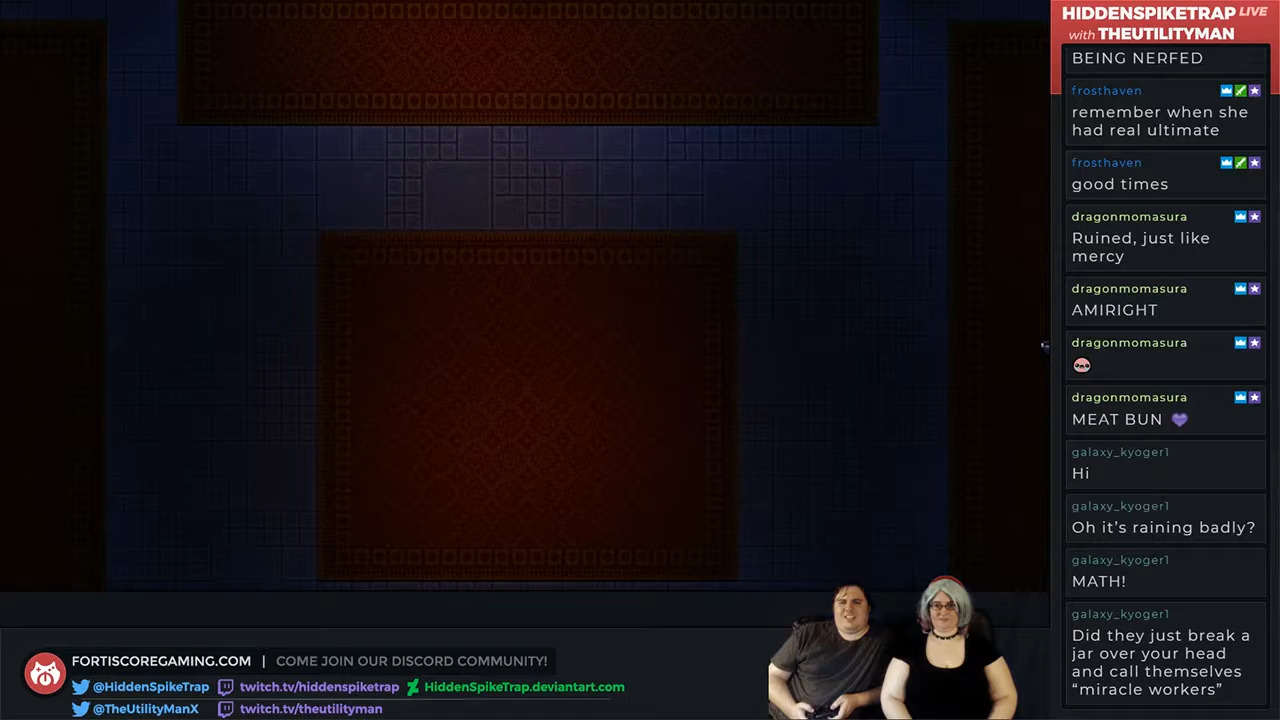 HIDDENSPIKETRAP LIVE
with THEUTILITYMAN
BEING NERFED
frosthaven
remember when she
had real ultimate
frosthaven
good times
dragonmomasura
Ruined, just like
mercy
dragonmomasura
AMIRIGHT
dragonmomasura
dragonmomasura
MEAT BUN
galaxy_kyoger1
Hi
galaxy_kyoger1
Oh it's raining badly?
galaxy_kyoger1
MATH!
galaxy_kyoger1
Did they just break a
jar over your head
and call themselves
“miracle workers”
FORTISCOREGAMING.COM | COME JOIN OUR DISCORD COMMUNITY!
@HiddenSpikeTrap twitch.tv/hiddenspiketrap HiddenSpikeTrap.deviantart.com
@TheUtilityManX twitch.tv/theutilityman